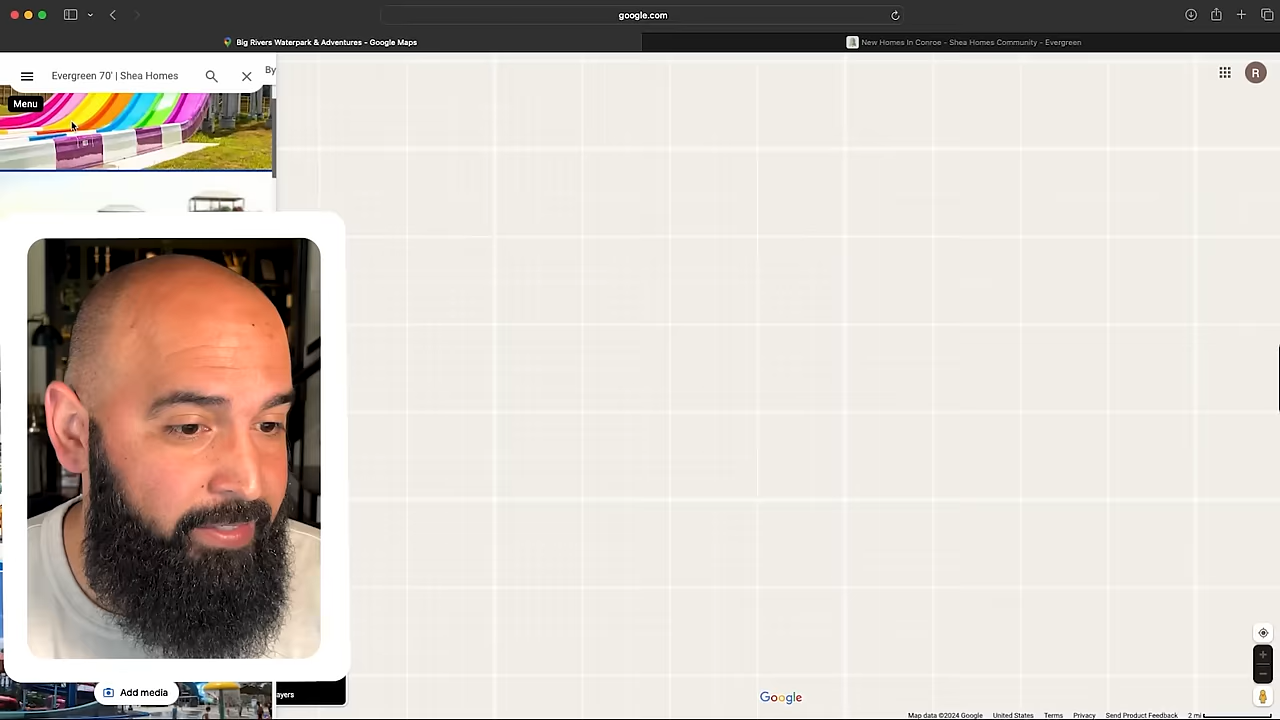 google.com
Big Rivers Waterpark & Adventures - Google Maps
New Homes In Conroe - Shea Homes Community - Evergreen
Evergreen 70' | Shea Homes
By
R
Menu
Add media
ayers
Google
Map data ©2024 Google United States Terms Privacy Send Product Feedback 2 mi